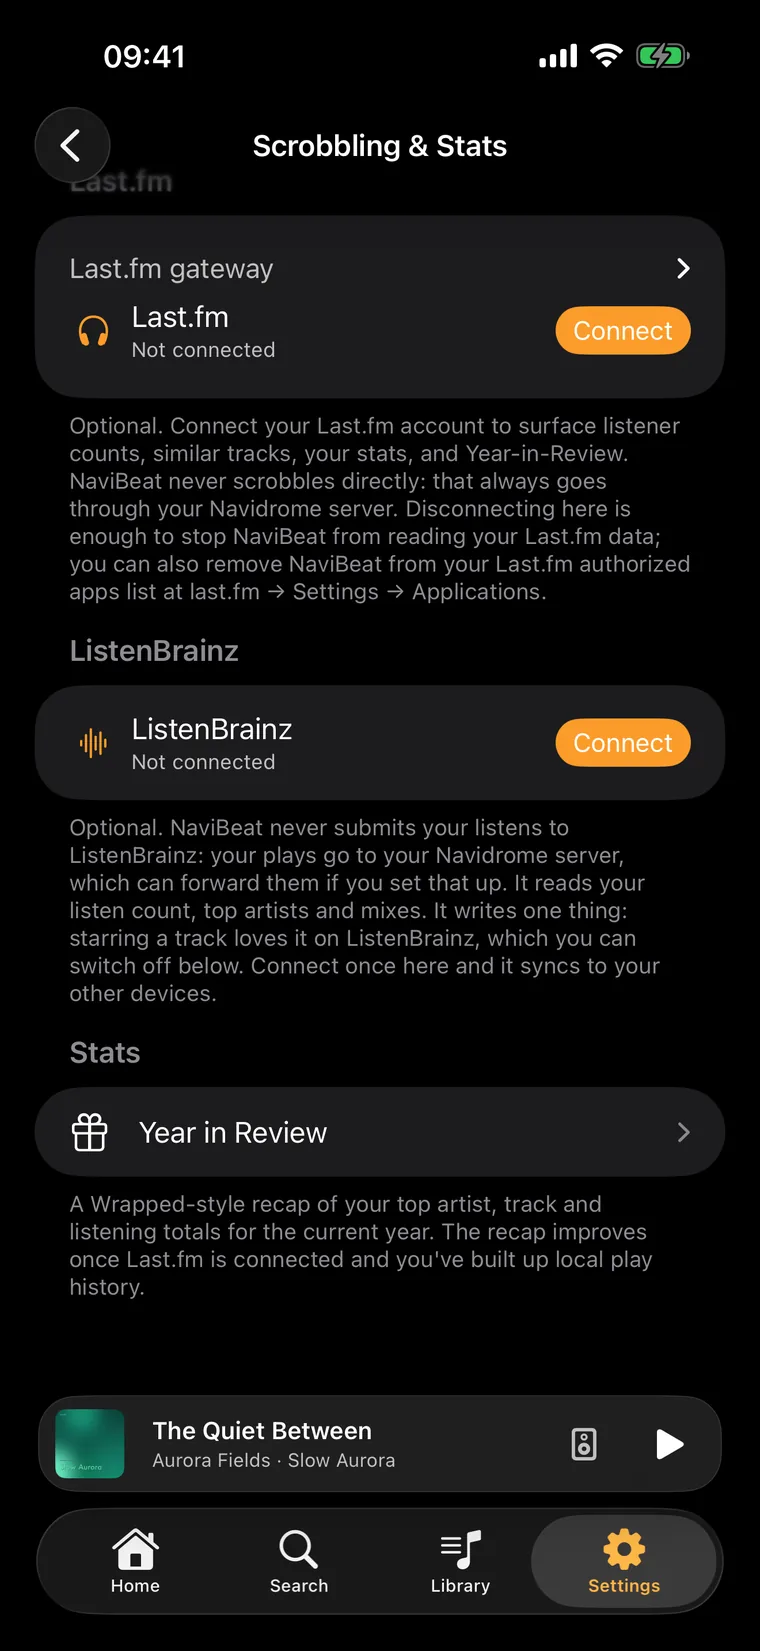 09:41
Scrobbling & Stats
Last.fm
Last.fm gateway
Last.fm
Not connected
Connect
Optional. Connect your Last.fm account to surface listener
counts, similar tracks, your stats, and Year-in-Review.
NaviBeat never scrobbles directly: that always goes
through your Navidrome server. Disconnecting here is
enough to stop NaviBeat from reading your Last.fm data;
you can also remove NaviBeat from your Last.fm authorized
apps list at last.fm → Settings → Applications.
ListenBrainz
ListenBrainz
Not connected
Connect
Optional. NaviBeat never submits your listens to
ListenBrainz: your plays go to your Navidrome server,
which can forward them if you set that up. It reads your
listen count, top artists and mixes. It writes one thing:
starring a track loves it on ListenBrainz, which you can
switch off below. Connect once here and it syncs to your
other devices.
Stats
Year in Review
A Wrapped-style recap of your top artist, track and
listening totals for the current year. The recap improves
once Last.fm is connected and you've built up local play
history.
Slow Aurora
The Quiet Between
Aurora Fields · Slow Aurora
Home
Search
Library
Settings